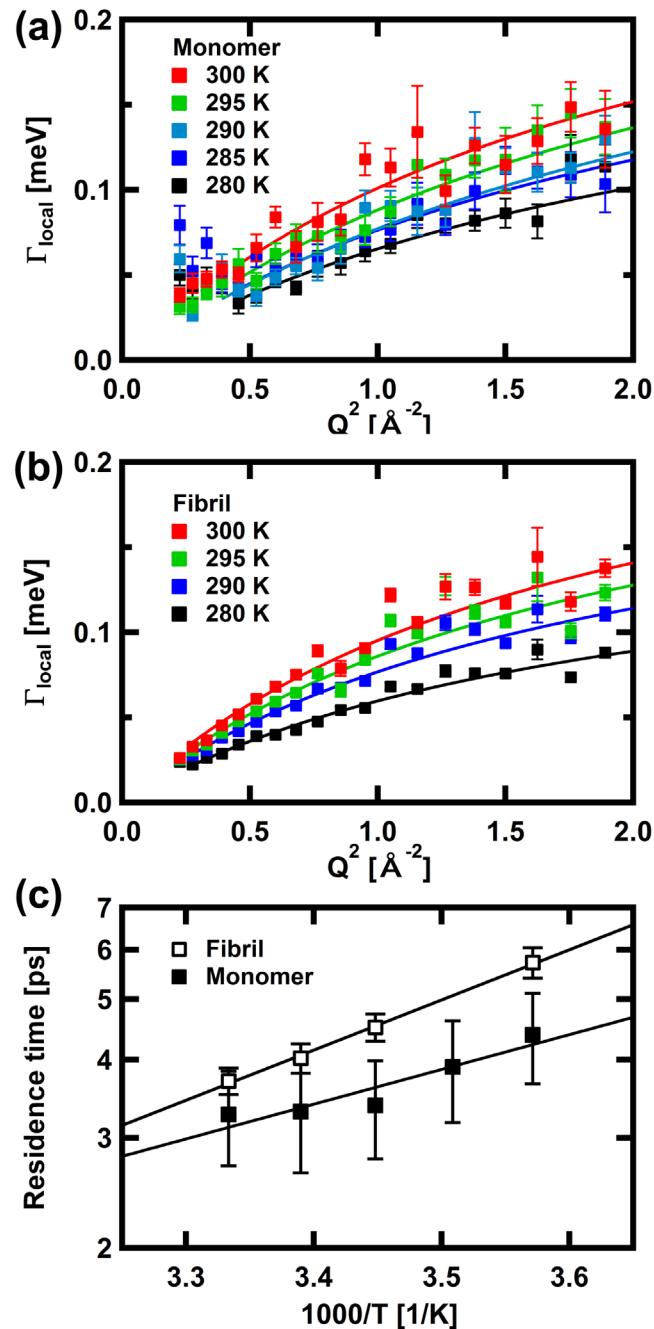 (a)
0.2
Monomer
300 K
295 K
290 K
285 K
280 K
Γlocal [meV]
0.1
0.0
0.0 0.5 1.0 1.5 2.0
Q² [Å⁻²]
(b)
0.2
Fibril
300 K
295 K
290 K
280 K
Γlocal [meV]
0.1
0.0
0.0 0.5 1.0 1.5 2.0
Q² [Å⁻²]
(c)
7
Fibril
6
Monomer
5
Residence time [ps]
4
3
2
3.3 3.4 3.5 3.6
1000/T [1/K]